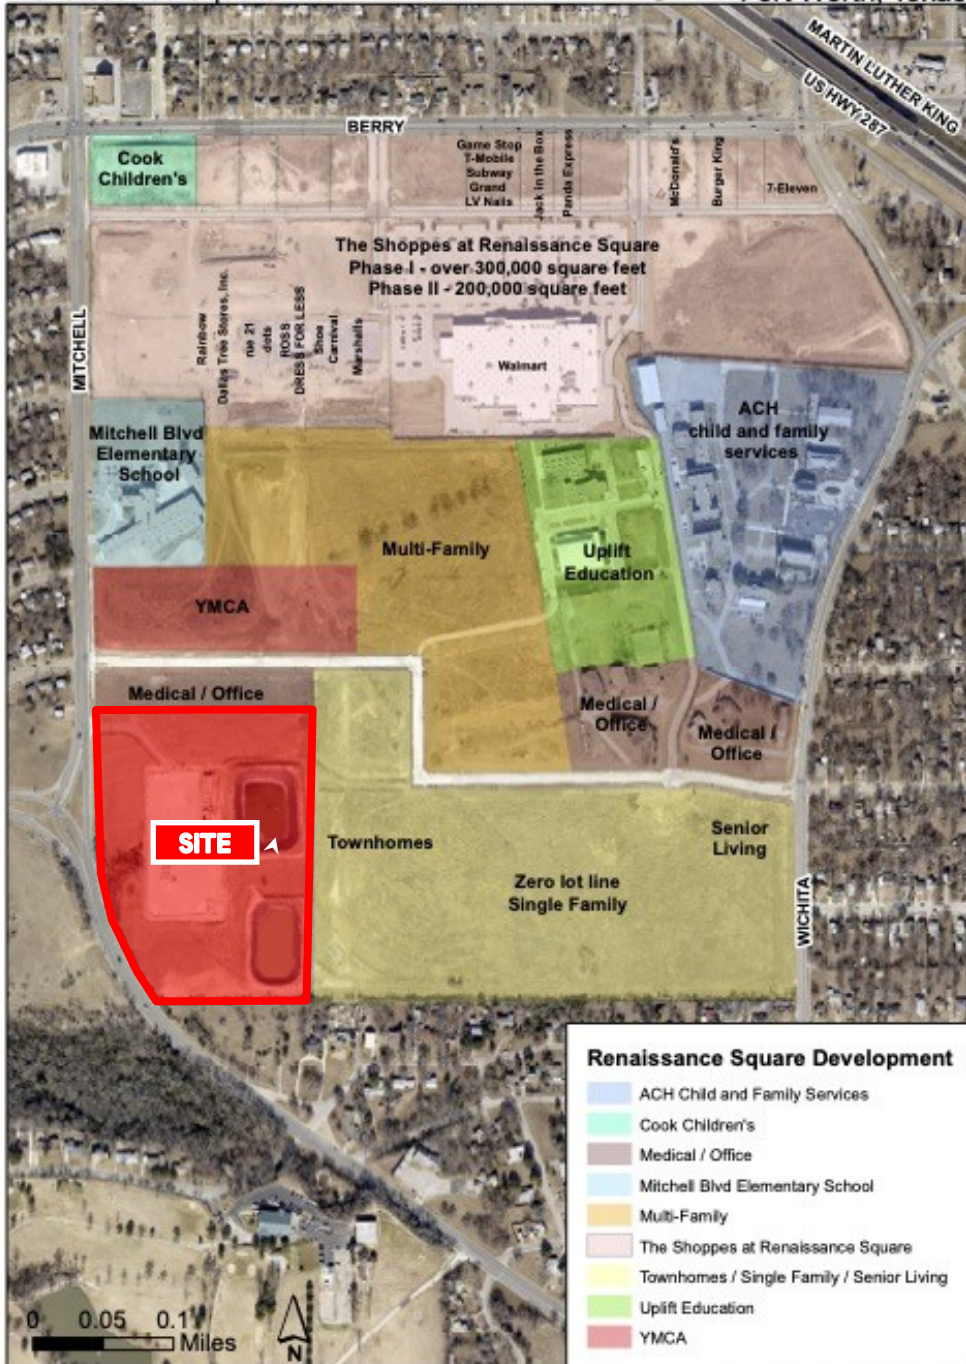 MARTIN LUTHER KING
US HWY 287
BERRY
Cook
Children's
Game Stop
T-Mobile
Subway
Grand
LV Nails
Jack In the Box
Panda Express
McDonald's
Burger King
7-Eleven
The Shoppes at Renaissance Square
Phase I - over 300,000 square feet
Phase II - 200,000 square feet
MITCHELL
Rainbow
Dallas Tree Stores, Inc.
rue 21
dots
ROSS
DRESS FOR LESS
Shoe
Carnival
Marshalls
Walmart
ACH
child and family
services
Mitchell Blvd
Elementary
School
Multi-Family
Uplift
Education
YMCA
Medical / Office
Medical /
Office
Medical /
Office
SITE
Townhomes
Senior
Living
Zero lot line
Single Family
WICHITA
Renaissance Square Development
ACH Child and Family Services
Cook Children's
Medical / Office
Mitchell Blvd Elementary School
Multi-Family
The Shoppes at Renaissance Square
Townhomes / Single Family / Senior Living
Uplift Education
YMCA
0 0.05 0.1
Miles
N